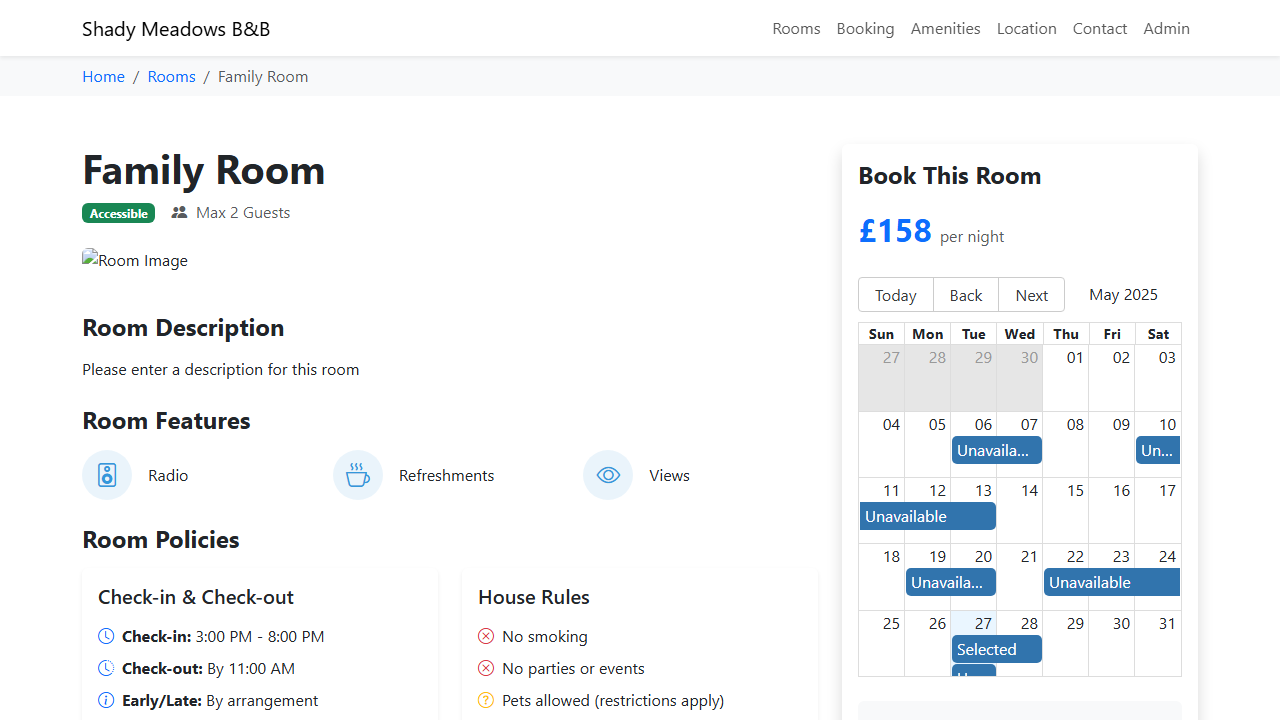 Shady Meadows B&B
Rooms Booking Amenities Location Contact Admin
Home / Rooms / Family Room
Family Room
Accessible Max 2 Guests
Room Image
Room Description
Please enter a description for this room
Room Features
Radio Refreshments Views
Room Policies
Check-in & Check-out
Check-in: 3:00 PM - 8:00 PM
Check-out: By 11:00 AM
Early/Late: By arrangement
House Rules
No smoking
No parties or events
Pets allowed (restrictions apply)
Book This Room
£158 per night
Today Back Next May 2025
Sun Mon Tue Wed Thu Fri Sat
27 28 29 30 01 02 03
04 05 06 07 08 09 10
Unavaila... Un...
11 12 13 14 15 16 17
Unavailable
18 19 20 21 22 23 24
Unavaila... Unavailable
25 26 27 28 29 30 31
Selected